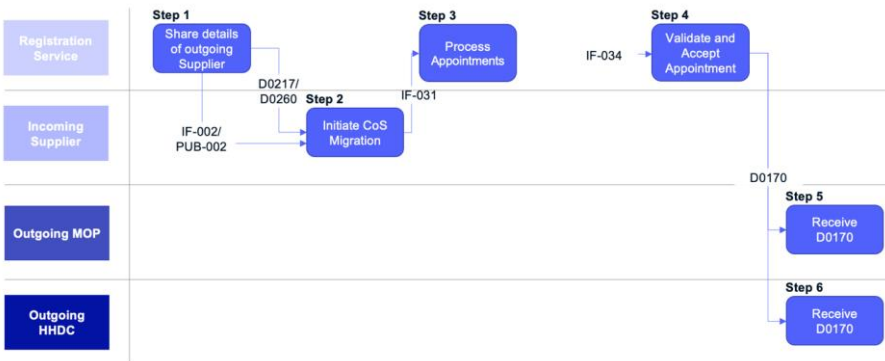 Step 1
Step 3
Step 4
Registration
Service
Share details
of outgoing
Supplier
Process
Appointments
IF-034
Validate and
Accept
Appointment
D0217/
D0260
Step 2
IF-031
Incoming
Supplier
IF-002/
PUB-002
Initiate CoS
Migration
D0170
Step 5
Outgoing MOP
Receive
D0170
Step 6
Outgoing
HHDC
Receive
D0170